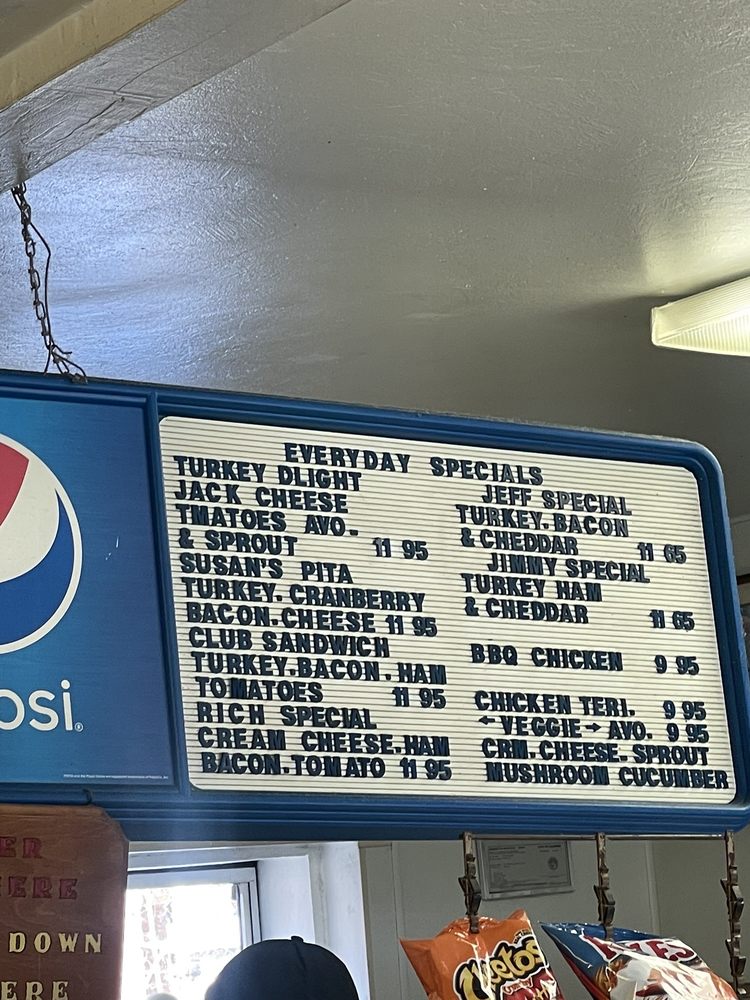 EVERYDAY SPECIALS
TURKEY DLIGHT
JACK CHEESE
TMATOES AVO.
& SPROUT 11 95
SUSAN'S PITA
TURKEY. CRANBERRY
BACON.CHEESE 11 95
CLUB SANDWICH
TURKEY.BACON.HAM
TOMATOES 11 95
RICH SPECIAL
CREAM CHEESE.HAM
BACON.TOMATO 11 95
JEFF SPECIAL
TURKEY.BACON
& CHEDDAR 11 65
JIMMY SPECIAL
TURKEY HAM
& CHEDDAR 11 65
BBQ CHICKEN 9 95
CHICKEN TERI. 9 95
←VEGGIE→ AVO. 9 95
CRM.CHEESE. SPROUT
MUSHROOM CUCUMBER
osi
ER
ERE
DOWN
ERE
Cheetos